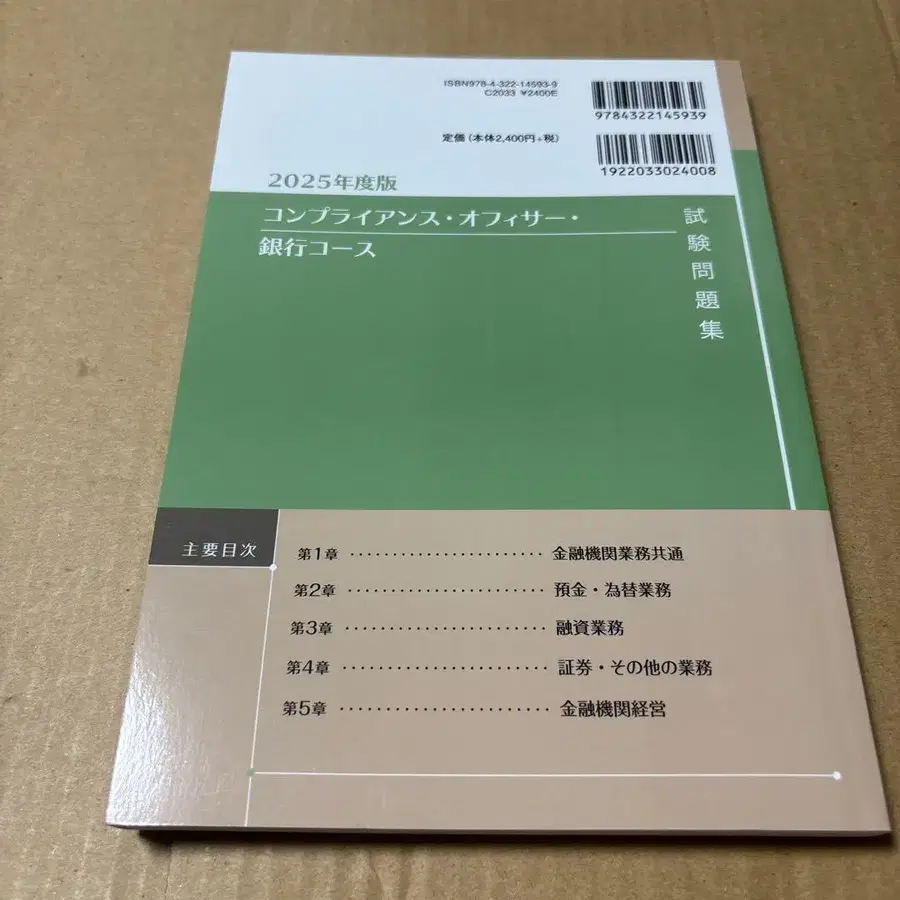 ISBN978-4-322-14593-9
C2033 ¥2400E
定価（本体2,400円+税）
9784322145939
1922033024008
2025年度版
コンプライアンス・オフィサー・
銀行コース
試験問題集
主要目次
第1章 ······················· 金融機関業務共通
第2章 ······················· 預金・為替業務
第3章 ······················· 融資業務
第4章 ······················· 証券・その他の業務
第5章 ······················· 金融機関経営